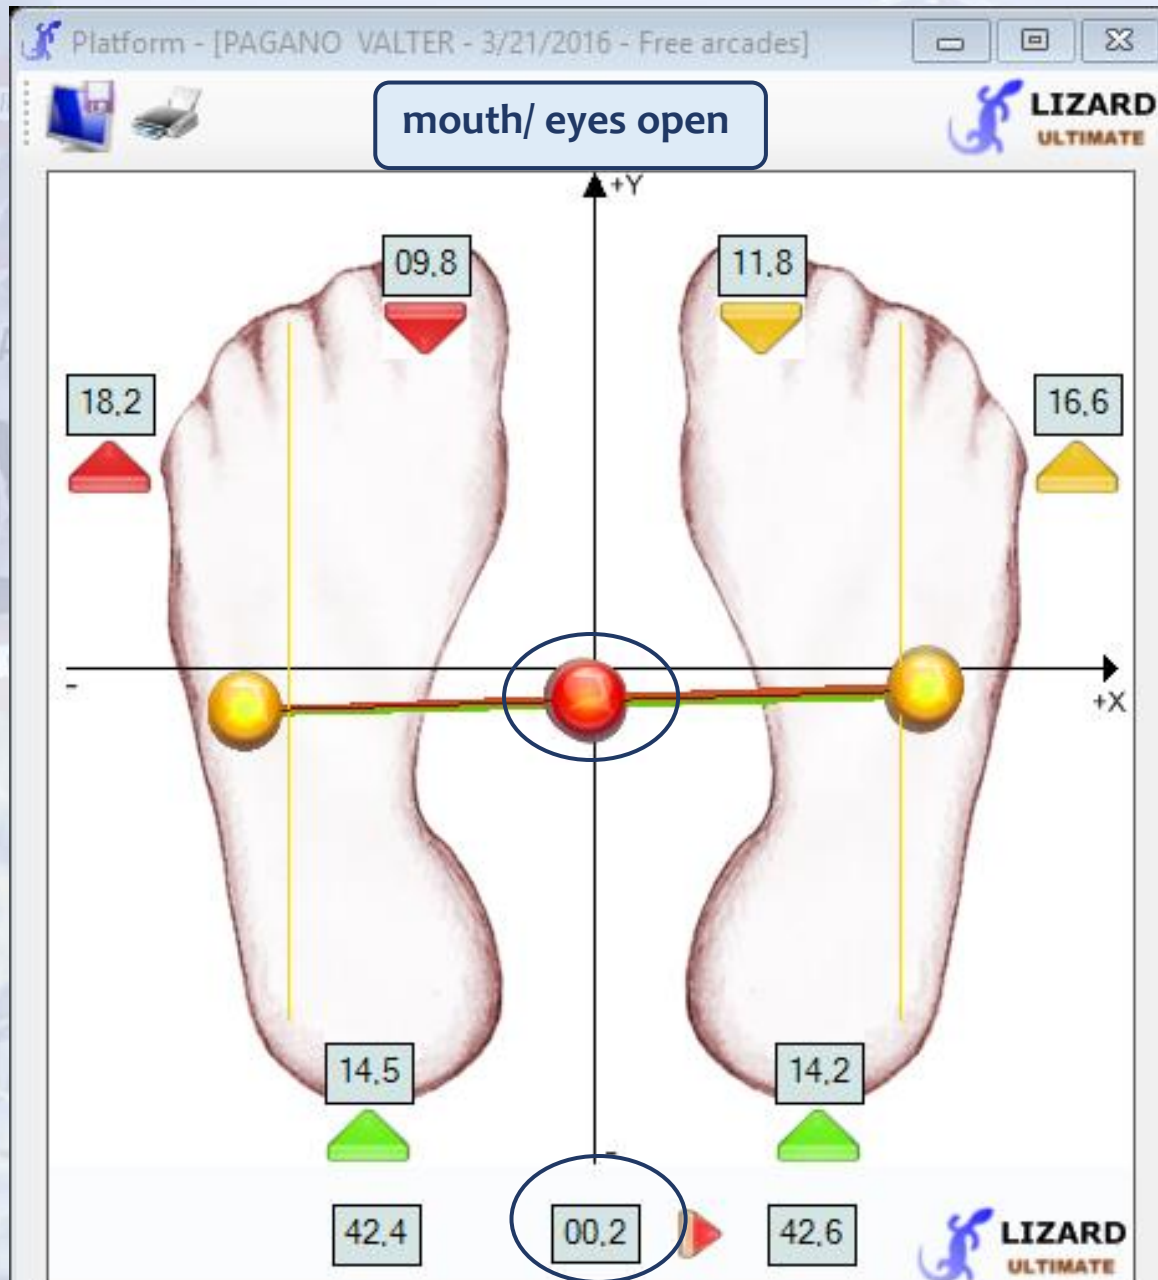 Platform - [PAGANO VALTER - 3/21/2016 - Free arcades]
mouth/ eyes open
LIZARD
ULTIMATE
+Y
09,8
11,8
18,2
16,6
-
+X
14,5
14,2
-
42,4
00,2
42,6
LIZARD
ULTIMATE